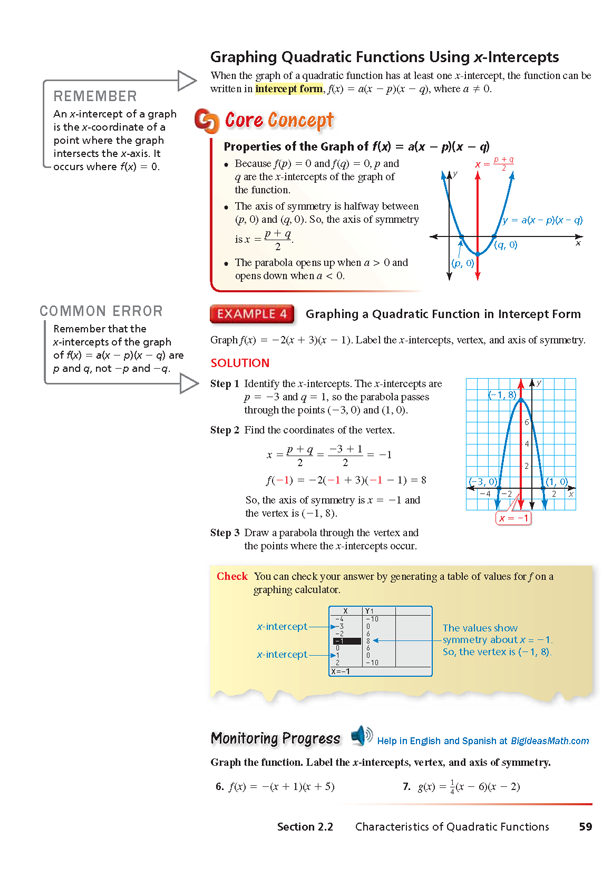 Graphing Quadratic Functions Using x-Intercepts
When the graph of a quadratic function has at least one x-intercept, the function can be
written in intercept form, f(x) = a(x − p)(x − q), where a ≠ 0.
REMEMBER
An x-intercept of a graph
is the x-coordinate of a
point where the graph
intersects the x-axis. It
occurs where f(x) = 0.
Core Concept
Properties of the Graph of f(x) = a(x − p)(x − q)
• Because f(p) = 0 and f(q) = 0, p and
q are the x-intercepts of the graph of
the function.
• The axis of symmetry is halfway between
(p, 0) and (q, 0). So, the axis of symmetry
is x = (p + q)/2.
• The parabola opens up when a > 0 and
opens down when a < 0.
x = (p + q)/2
y
y = a(x − p)(x − q)
(q, 0)
x
(p, 0)
COMMON ERROR
Remember that the
x-intercepts of the graph
of f(x) = a(x − p)(x − q) are
p and q, not −p and −q.
EXAMPLE 4 Graphing a Quadratic Function in Intercept Form
Graph f(x) = −2(x + 3)(x − 1). Label the x-intercepts, vertex, and axis of symmetry.
SOLUTION
Step 1 Identify the x-intercepts. The x-intercepts are
p = −3 and q = 1, so the parabola passes
through the points (−3, 0) and (1, 0).
Step 2 Find the coordinates of the vertex.
x = (p + q)/2 = (−3 + 1)/2 = −1
f(−1) = −2(−1 + 3)(−1 − 1) = 8
So, the axis of symmetry is x = −1 and
the vertex is (−1, 8).
Step 3 Draw a parabola through the vertex and
the points where the x-intercepts occur.
y
(−1, 8)
6
4
2
(−3, 0) (1, 0)
−4 −2 2 x
x = −1
Check You can check your answer by generating a table of values for f on a
graphing calculator.
X Y1
-4 -10
-3 0
-2 6
-1 8
0 6
1 0
2 -10
X=-1
x-intercept
x-intercept
The values show
symmetry about x = −1.
So, the vertex is (−1, 8).
Monitoring Progress Help in English and Spanish at BigIdeasMath.com
Graph the function. Label the x-intercepts, vertex, and axis of symmetry.
6. f(x) = −(x + 1)(x + 5) 7. g(x) = 1/4(x − 6)(x − 2)
Section 2.2 Characteristics of Quadratic Functions 59